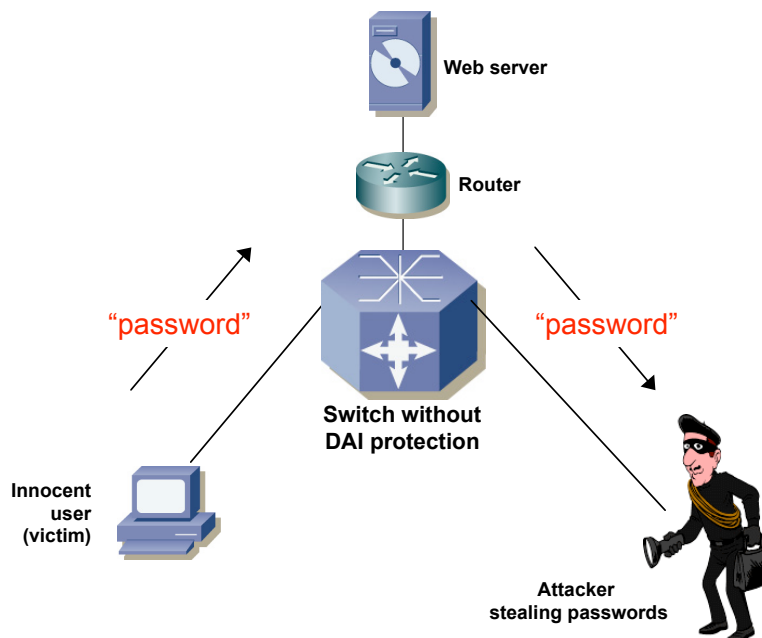 Web server
Router
“password”
“password”
Switch without
DAI protection
Innocent
user
(victim)
Attacker
stealing passwords